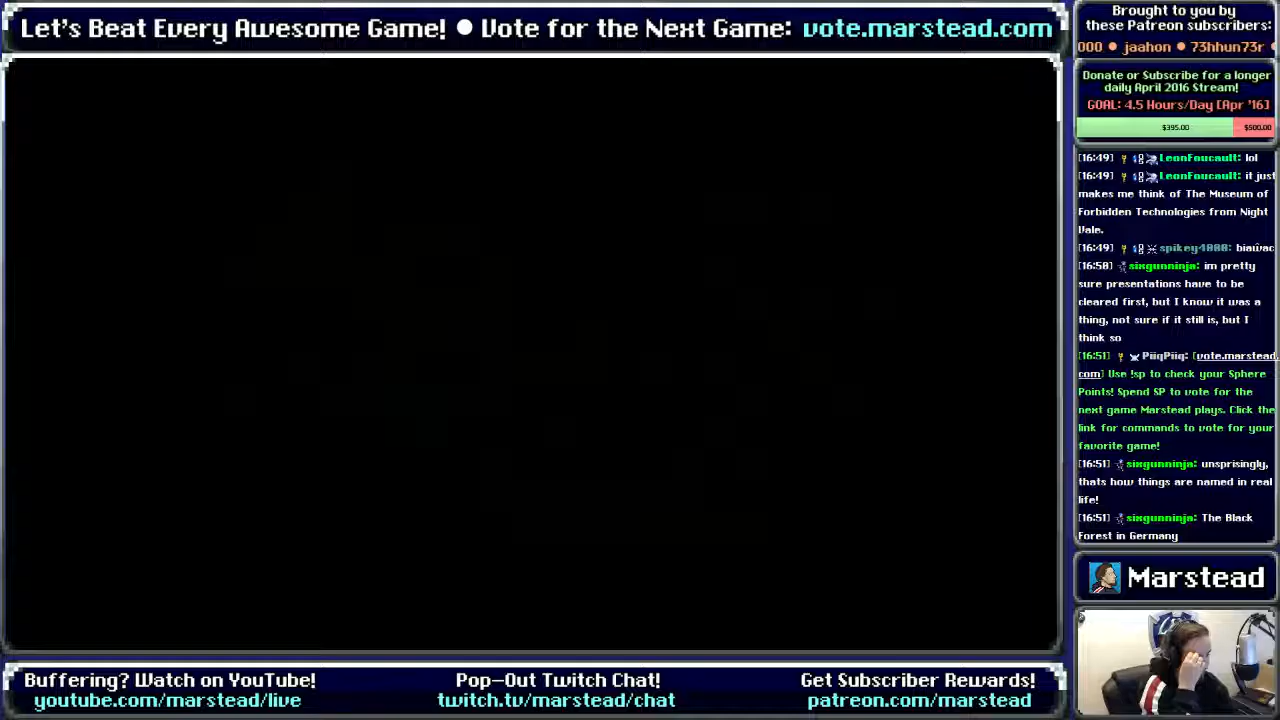 Let's Beat Every Awesome Game! ● Vote for the Next Game: vote.marstead.com
Brought to you by
these Patreon subscribers:
000 ● jaahon ● 73hhun73r
Donate or Subscribe for a longer
daily April 2016 Stream!
GOAL: 4.5 Hours/Day [Apr '16]
$395.00
$500.00
[16:49] LeonFoucault: lol
[16:49] LeonFoucault: it just
makes me think of The Museum of
Forbidden Technologies from Night
Vale.
[16:49] spikey4000: biawac
[16:50] sixgunninja: im pretty
sure presentations have to be
cleared first, but I know it was a
thing, not sure if it still is, but I
think so
[16:51] PiiqPiiq: [vote.marstead.
com] Use !sp to check your Sphere
Points! Spend SP to vote for the
next game Marstead plays. Click the
link for commands to vote for your
favorite game!
[16:51] sixgunninja: unsprisingly,
thats how things are named in real
life!
[16:51] sixgunninja: The Black
Forest in Germany
Marstead
Buffering? Watch on YouTube!
youtube.com/marstead/live
Pop-Out Twitch Chat!
twitch.tv/marstead/chat
Get Subscriber Rewards!
patreon.com/marstead